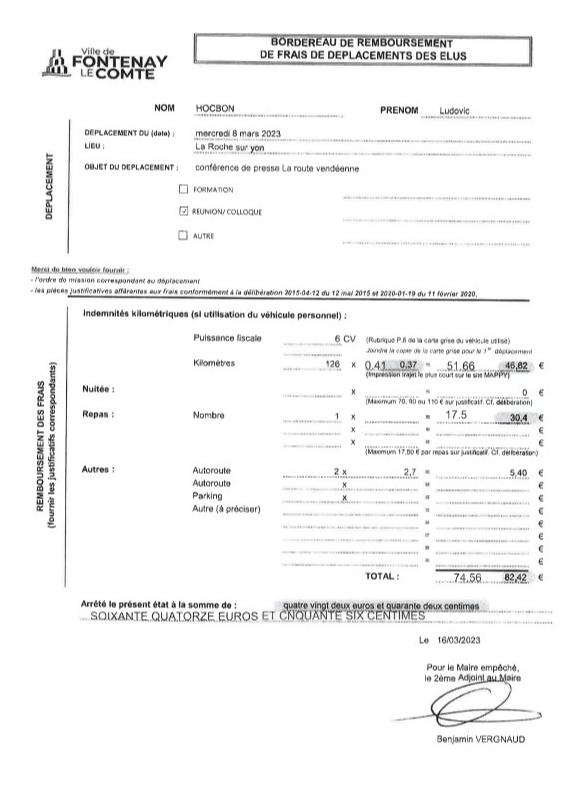 Ville de
FONTENAY
LE COMTE
BORDEREAU DE REMBOURSEMENT
DE FRAIS DE DEPLACEMENTS DES ELUS
NOM HOCBON PRENOM Ludovic
DEPLACEMENT
DEPLACEMENT DU (date) : mercredi 8 mars 2023
LIEU : La Roche sur yon
OBJET DU DEPLACEMENT : conférence de presse La route vendéenne
FORMATION
REUNION/ COLLOQUE
AUTRE
Merci de bien vouloir fournir :
- l'ordre de mission correspondant au déplacement
- les pièces justificatives afférentes aux frais conformément à la délibération 2015-04-12 du 12 mai 2015 et 2020-01-19 du 11 février 2020.
REMBOURSEMENT DES FRAIS
(fournir les justificatifs correspondants)
Indemnités kilométriques (si utilisation du véhicule personnel) :
Puissance fiscale 6 CV (Rubrique P.6 de la carte grise du véhicule utilisé)
Joindre la copie de la carte grise pour le 1er déplacement
Kilomètres 126 x 0.41 0,37 = 51.66 46,62 €
(Impression trajet le plus court sur le site MAPPY)
Nuitée : x = 0 €
(Maximum 70, 90 ou 110 € sur justificatif. Cf. délibération)
Repas : Nombre 1 x = 17.5 30,4 €
x = €
x = €
(Maximum 17,50 € par repas sur justificatif. Cf. délibération)
Autres : Autoroute 2 x 2,7 = 5,40 €
Autoroute x = €
Parking x = €
Autre (à préciser) = €
= €
= €
= €
= €
TOTAL : 74,56 82,42 €
Arrêté le présent état à la somme de : quatre vingt deux euros et quarante deux centimes
SOIXANTE QUATORZE EUROS ET CNQUANTE SIX CENTIMES
Le 16/03/2023
Pour le Maire empêché,
le 2ème Adjoint au Maire
Benjamin VERGNAUD